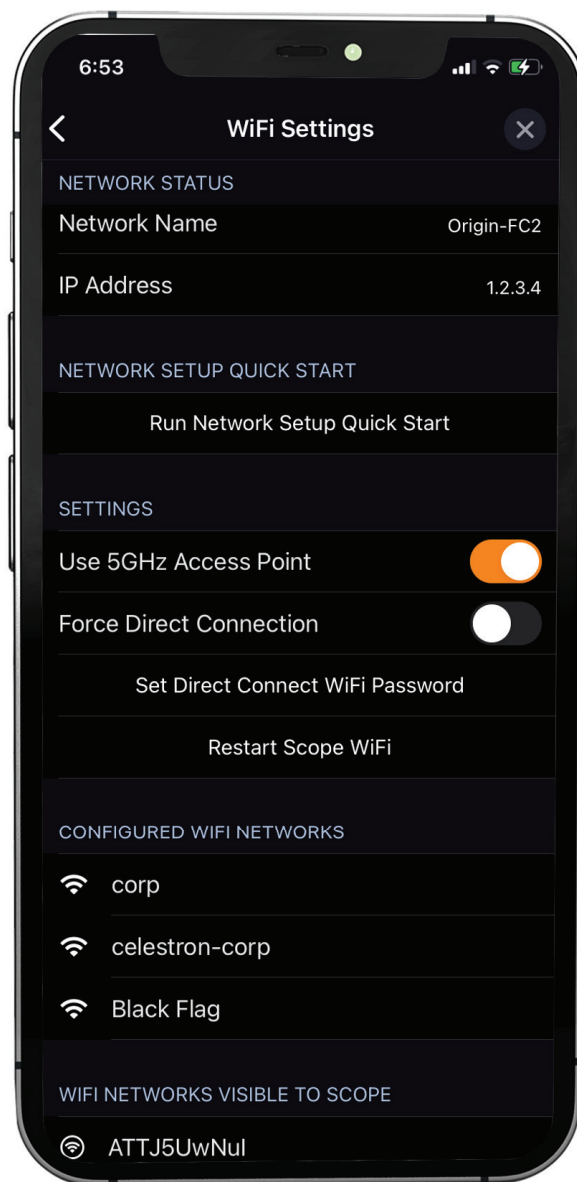 6:53
WiFi Settings
NETWORK STATUS
Network Name
Origin-FC2
IP Address
1.2.3.4
NETWORK SETUP QUICK START
Run Network Setup Quick Start
SETTINGS
Use 5GHz Access Point
Force Direct Connection
Set Direct Connect WiFi Password
Restart Scope WiFi
CONFIGURED WIFI NETWORKS
corp
celestron-corp
Black Flag
WIFI NETWORKS VISIBLE TO SCOPE
ATTJ5UwNul